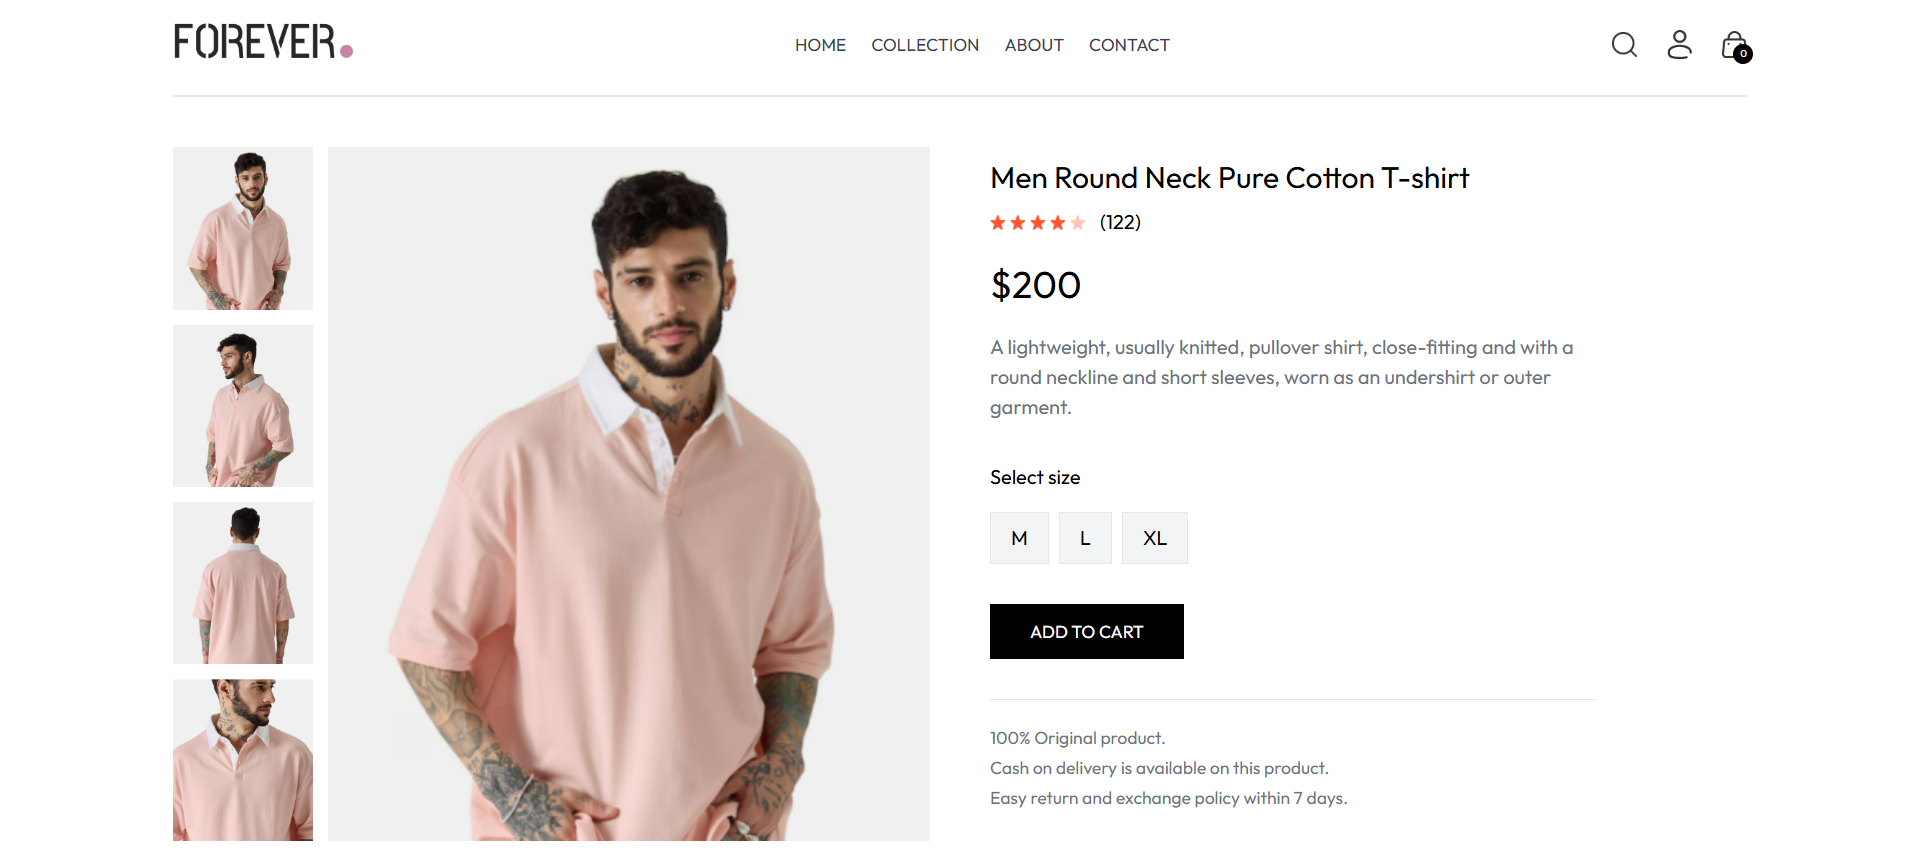 FOREVER.
HOME COLLECTION ABOUT CONTACT
0
Men Round Neck Pure Cotton T-shirt
(122)
$200
A lightweight, usually knitted, pullover shirt, close-fitting and with a
round neckline and short sleeves, worn as an undershirt or outer
garment.
Select size
M L XL
ADD TO CART
100% Original product.
Cash on delivery is available on this product.
Easy return and exchange policy within 7 days.